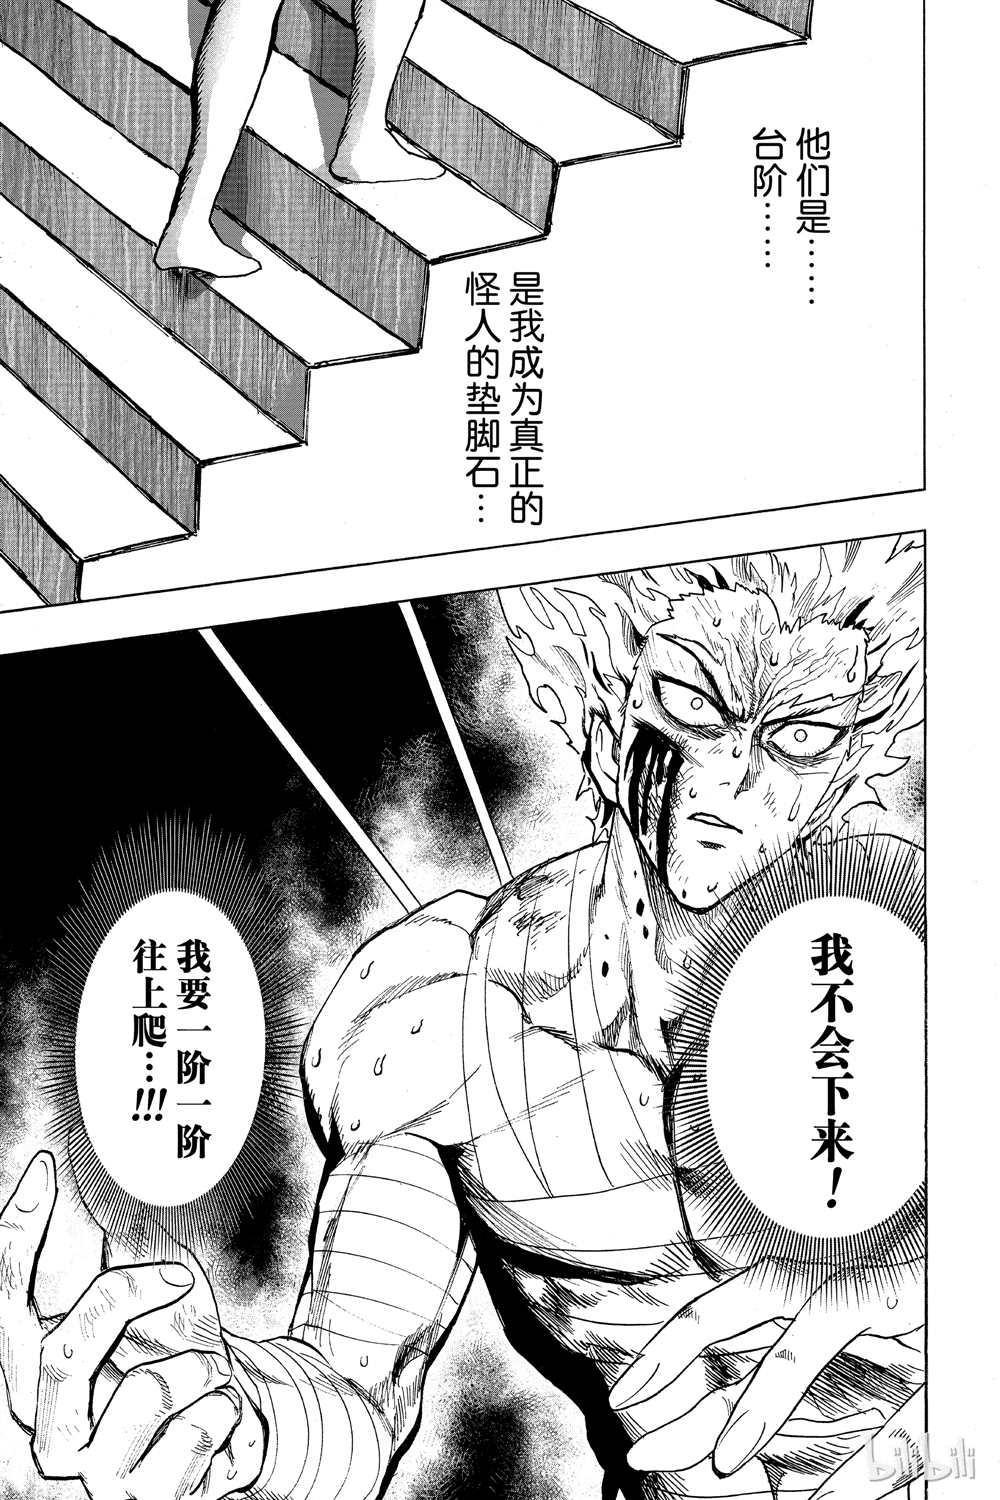 他们是……
台阶……
是我成为真正的
怪人的垫脚石…
我不会下来！
我要一阶一阶
往上爬…!!!
bilibili